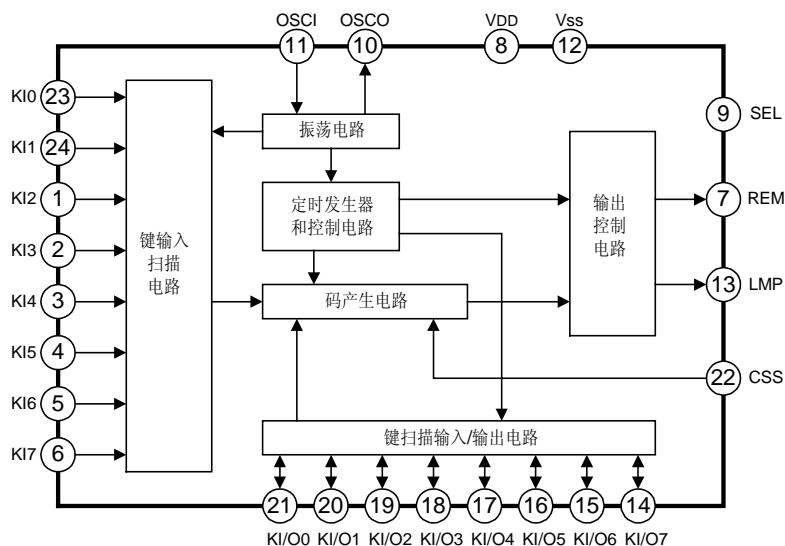 OSCI OSCO VDD Vss
11 10 8 12
KI0 23
9 SEL
振荡电路
KI1 24
KI2 1
定时发生器
和控制电路
输出
控制
电路
7 REM
键输入
扫描
电路
KI3 2
KI4 3
码产生电路
13 LMP
KI5 4
22 CSS
KI6 5
键扫描输入/输出电路
KI7 6
21 20 19 18 17 16 15 14
KI/O0 KI/O1 KI/O2 KI/O3 KI/O4 KI/O5 KI/O6 KI/O7